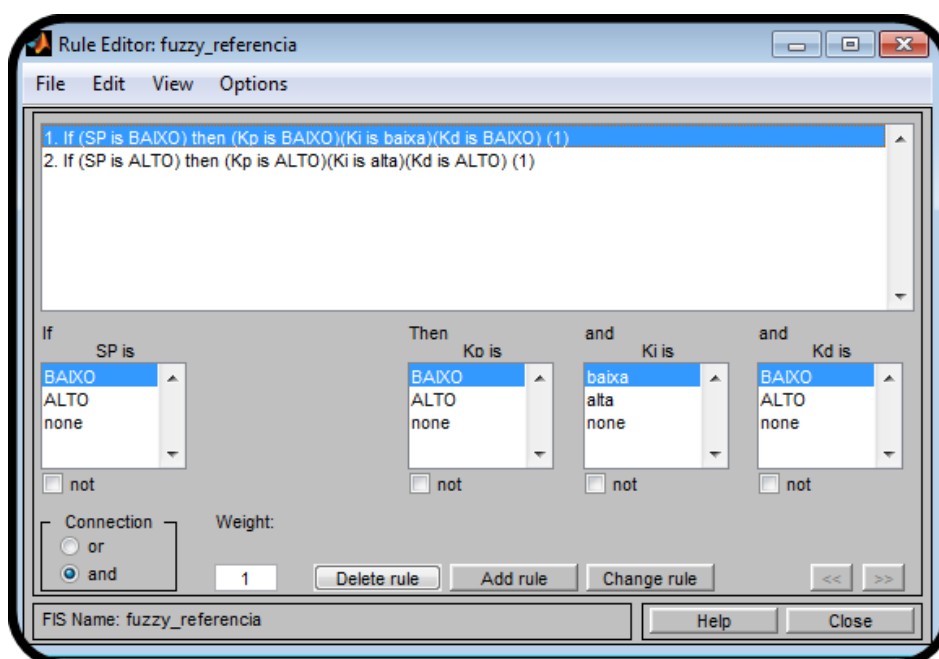 Rule Editor: fuzzy_referencia
File Edit View Options
1. If (SP is BAIXO) then (Kp is BAIXO)(Ki is baixa)(Kd is BAIXO) (1)
2. If (SP is ALTO) then (Kp is ALTO)(Ki is alta)(Kd is ALTO) (1)
If Then and and
SP is Kp is Ki is Kd is
BAIXO BAIXO baixa BAIXO
ALTO ALTO alta ALTO
none none none none
not not not not
Connection Weight:
or
and 1 Delete rule Add rule Change rule << >>
FIS Name: fuzzy_referencia Help Close